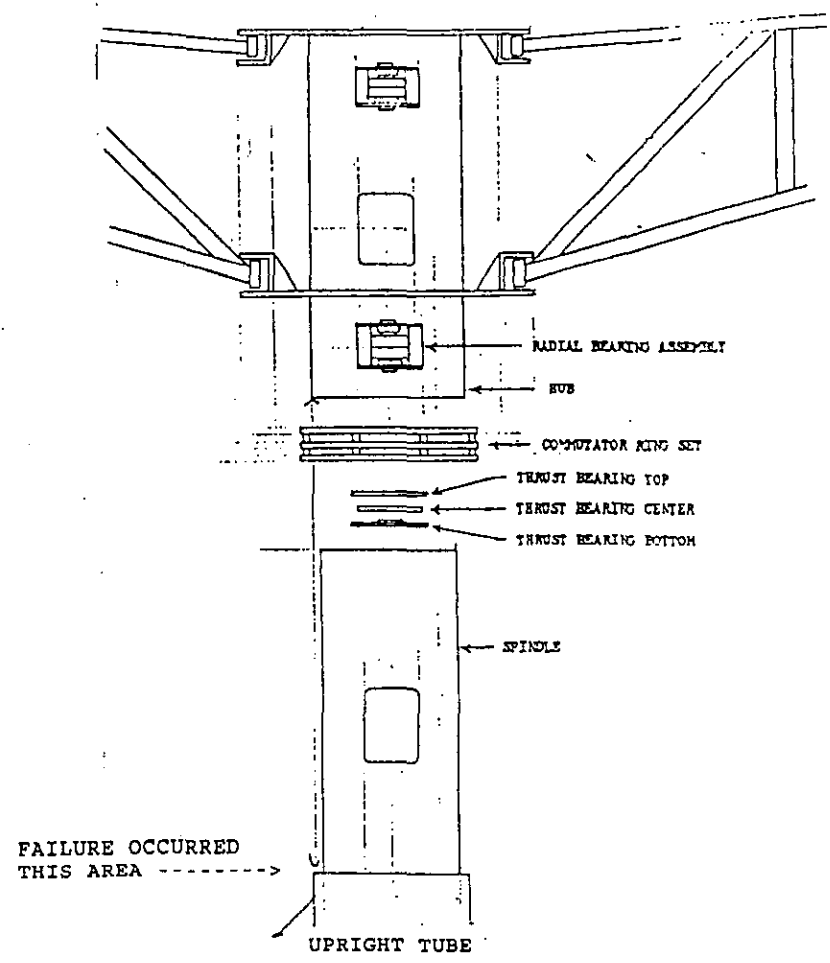 RADIAL BEARING ASSEMBLY
HUB
COMMUTATOR RING SET
THRUST BEARING TOP
THRUST BEARING CENTER
THRUST BEARING BOTTOM
SPINDLE
FAILURE OCCURRED
THIS AREA -------->
UPRIGHT TUBE